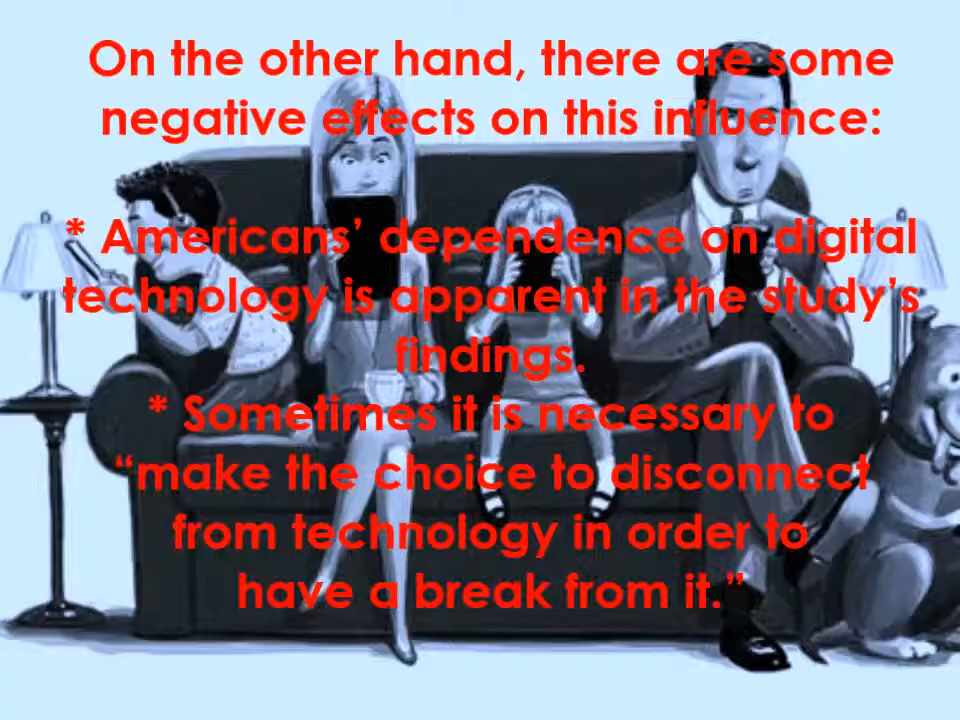 On the other hand, there are some
negative effects on this influence:
* Americans’ dependence on digital
technology is apparent in the study’s
findings.
* Sometimes it is necessary to
“make the choice to disconnect
from technology in order to
have a break from it.”